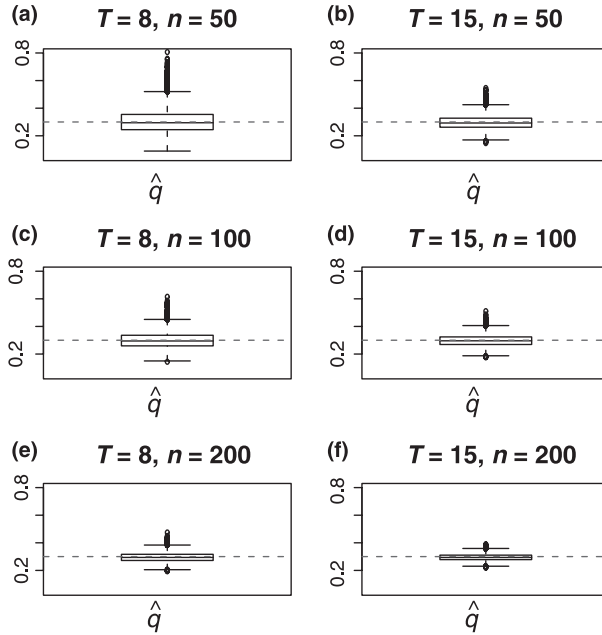 (a) T = 8, n = 50
0.8
0.2
q̂
(b) T = 15, n = 50
0.8
0.2
q̂
(c) T = 8, n = 100
0.8
0.2
q̂
(d) T = 15, n = 100
0.8
0.2
q̂
(e) T = 8, n = 200
0.8
0.2
q̂
(f) T = 15, n = 200
0.8
0.2
q̂